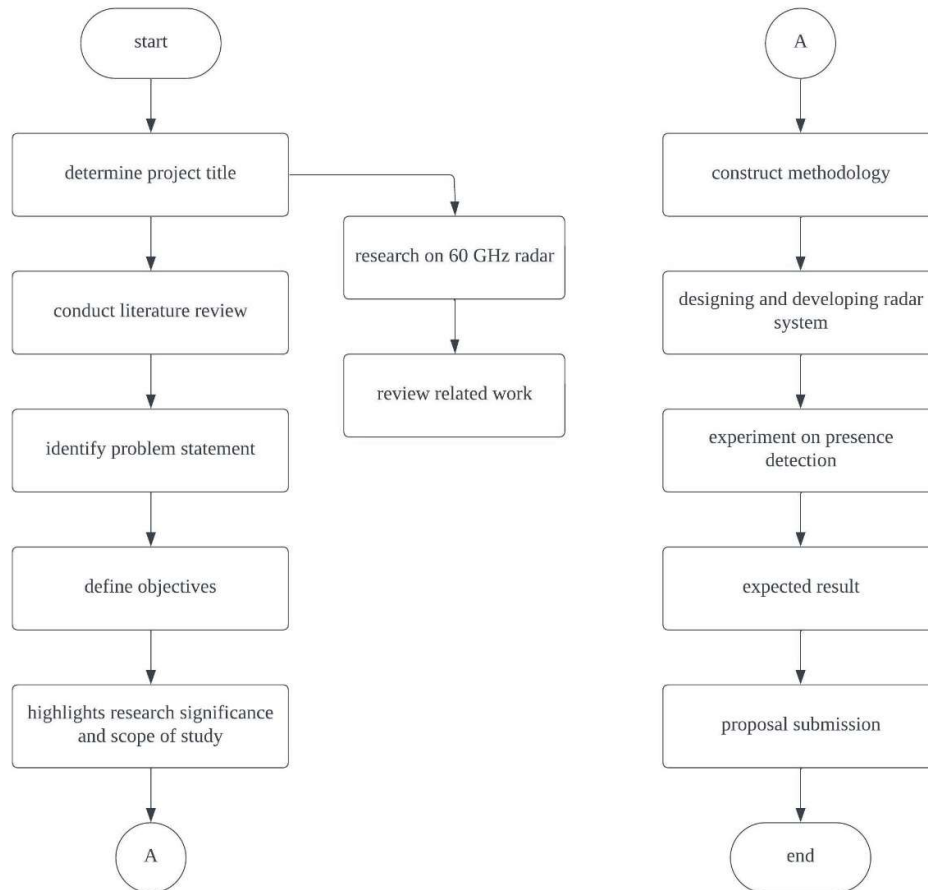 start
determine project title
conduct literature review
identify problem statement
define objectives
highlights research significance
and scope of study
A
research on 60 GHz radar
review related work
A
construct methodology
designing and developing radar
system
experiment on presence
detection
expected result
proposal submission
end